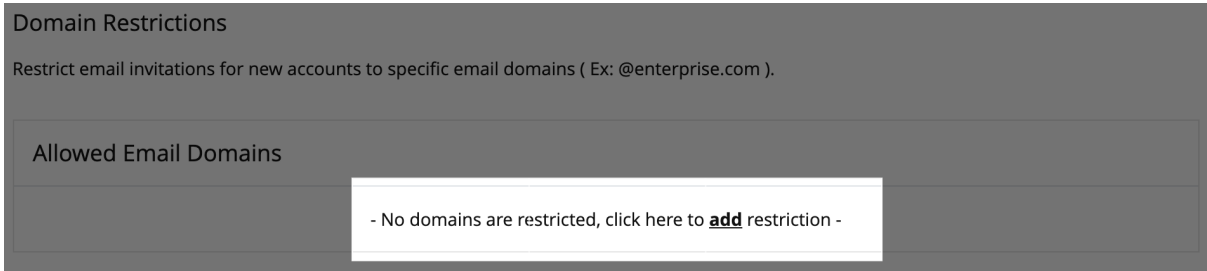 Domain Restrictions
Restrict email invitations for new accounts to specific email domains ( Ex: @enterprise.com ).
Allowed Email Domains
- No domains are restricted, click here to add restriction -